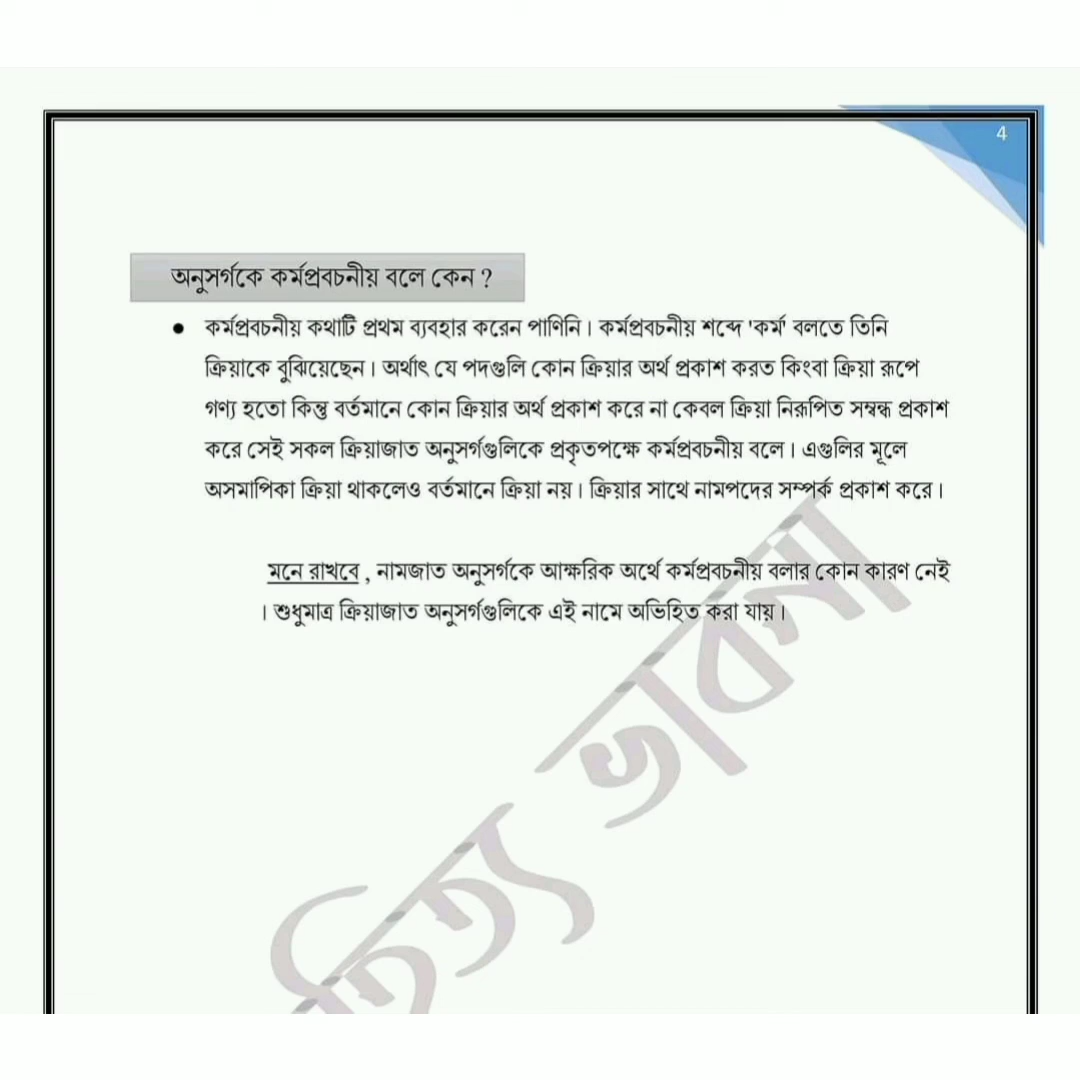 4
অনুসর্গকে কর্মপ্রবচনীয় বলে কেন ?
● কর্মপ্রবচনীয় কথাটি প্রথম ব্যবহার করেন পাণিনি। কর্মপ্রবচনীয় শব্দে 'কর্ম' বলতে তিনি
ক্রিয়াকে বুঝিয়েছেন। অর্থাৎ যে পদগুলি কোন ক্রিয়ার অর্থ প্রকাশ করত কিংবা ক্রিয়া রূপে
গণ্য হতো কিন্তু বর্তমানে কোন ক্রিয়ার অর্থ প্রকাশ করে না কেবল ক্রিয়া নিরূপিত সম্বন্ধ প্রকাশ
করে সেই সকল ক্রিয়াজাত অনুসর্গগুলিকে প্রকৃতপক্ষে কর্মপ্রবচনীয় বলে। এগুলির মূলে
অসমাপিকা ক্রিয়া থাকলেও বর্তমানে ক্রিয়া নয়। ক্রিয়ার সাথে নামপদের সম্পর্ক প্রকাশ করে।
মনে রাখবে , নামজাত অনুসর্গকে আক্ষরিক অর্থে কর্মপ্রবচনীয় বলার কোন কারণ নেই
। শুধুমাত্র ক্রিয়াজাত অনুসর্গগুলিকে এই নামে অভিহিত করা যায়।
ভাবনা